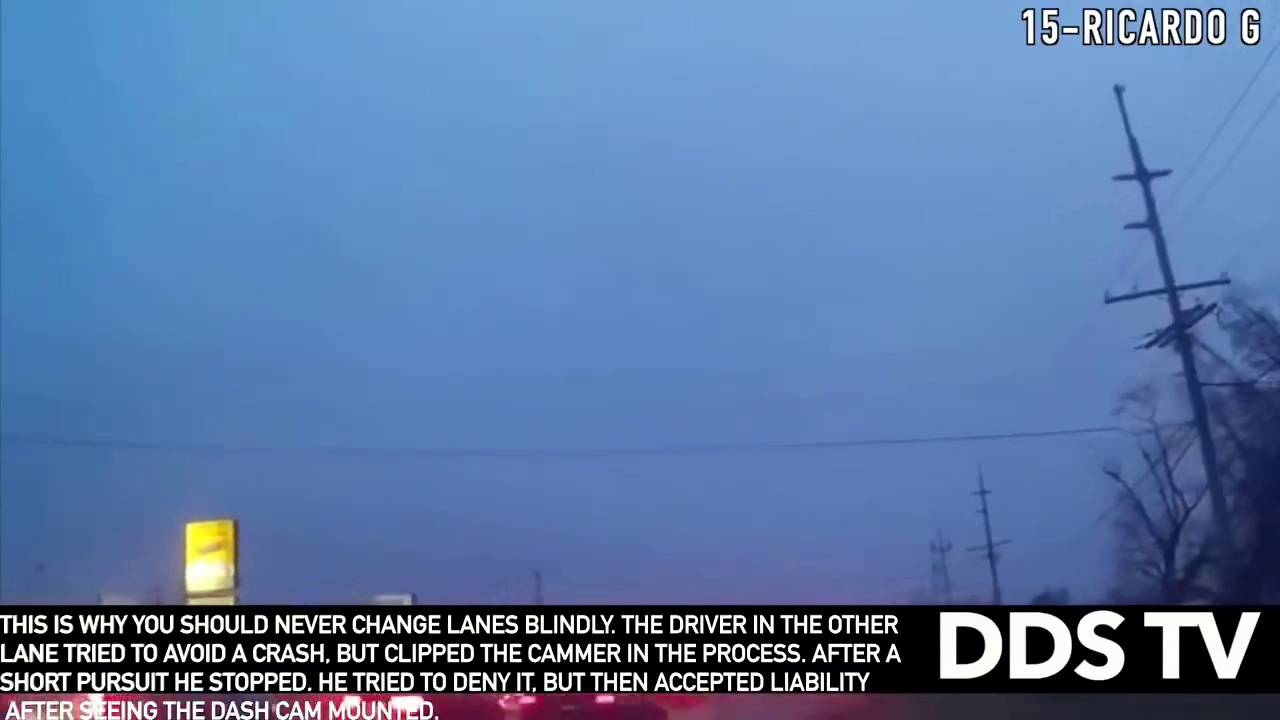 15-RICARDO G
THIS IS WHY YOU SHOULD NEVER CHANGE LANES BLINDLY. THE DRIVER IN THE OTHER
LANE TRIED TO AVOID A CRASH, BUT CLIPPED THE CAMMER IN THE PROCESS. AFTER A
SHORT PURSUIT HE STOPPED. HE TRIED TO DENY IT, BUT THEN ACCEPTED LIABILITY
AFTER SEEING THE DASH CAM MOUNTED.
DDS TV